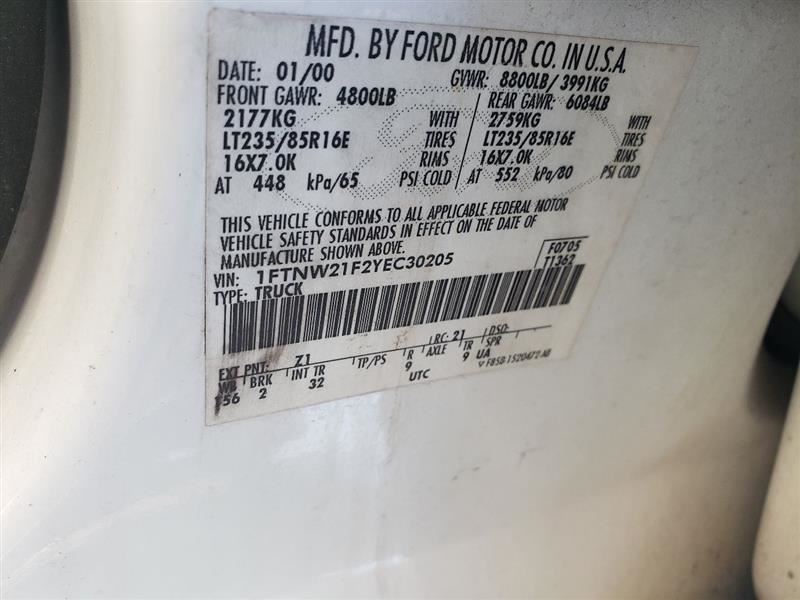 MFD. BY FORD MOTOR CO. IN U.S.A.
DATE: 01/00 GVWR: 8800LB/3991KG
FRONT GAWR: 4800LB REAR GAWR: 6084LB
2177KG WITH 2759KG WITH
LT235/85R16E TIRES LT235/85R16E TIRES
16X7.0K RIMS 16X7.0K RIMS
AT 448 kPa/65 PSI COLD AT 552 kPa/80 PSI COLD
THIS VEHICLE CONFORMS TO ALL APPLICABLE FEDERAL MOTOR
VEHICLE SAFETY STANDARDS IN EFFECT ON THE DATE OF
MANUFACTURE SHOWN ABOVE.
VIN: 1FTNW21F2YEC30205 F0705
TYPE: TRUCK T1362
EXT PNT: Z1 RC: 21 DSO:
WB BRK INT TR TP/PS R AXLE TR SPR
156 2 32 9 9 UA
UTC ▽ F85B-1520472-AB